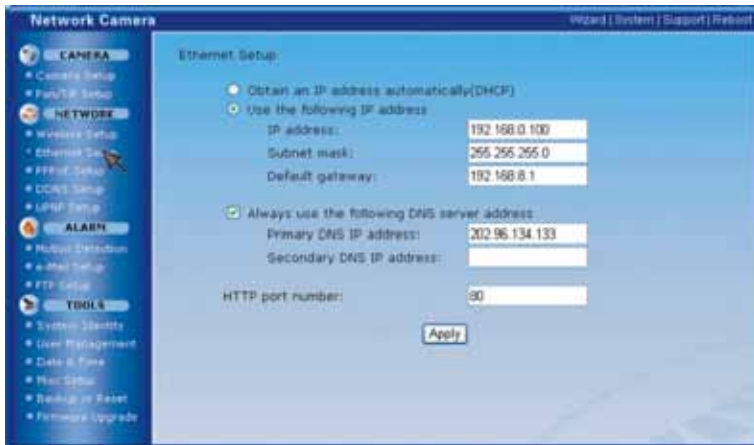 Network Camera
Wizard | System | Support | Reboot
CAMERA
Camera Setup
Pan/Tilt Setup
NETWORK
Wireless Setup
Ethernet
PPPoE Setup
DDNS Setup
UPNP Setup
ALARM
Motion Detection
e-Mail Setup
FTP Setup
TOOLS
System Identity
User Management
Date & Time
Misc Setup
Backup or Reset
Firmware Upgrade
Ethernet Setup
Obtain an IP address automatically(DHCP)
Use the following IP address
IP address: 192.168.0.100
Subnet mask: 255.255.255.0
Default gateway: 192.168.8.1
Always use the following DNS server address
Primary DNS IP address: 202.96.134.133
Secondary DNS IP address:
HTTP port number: 80
Apply